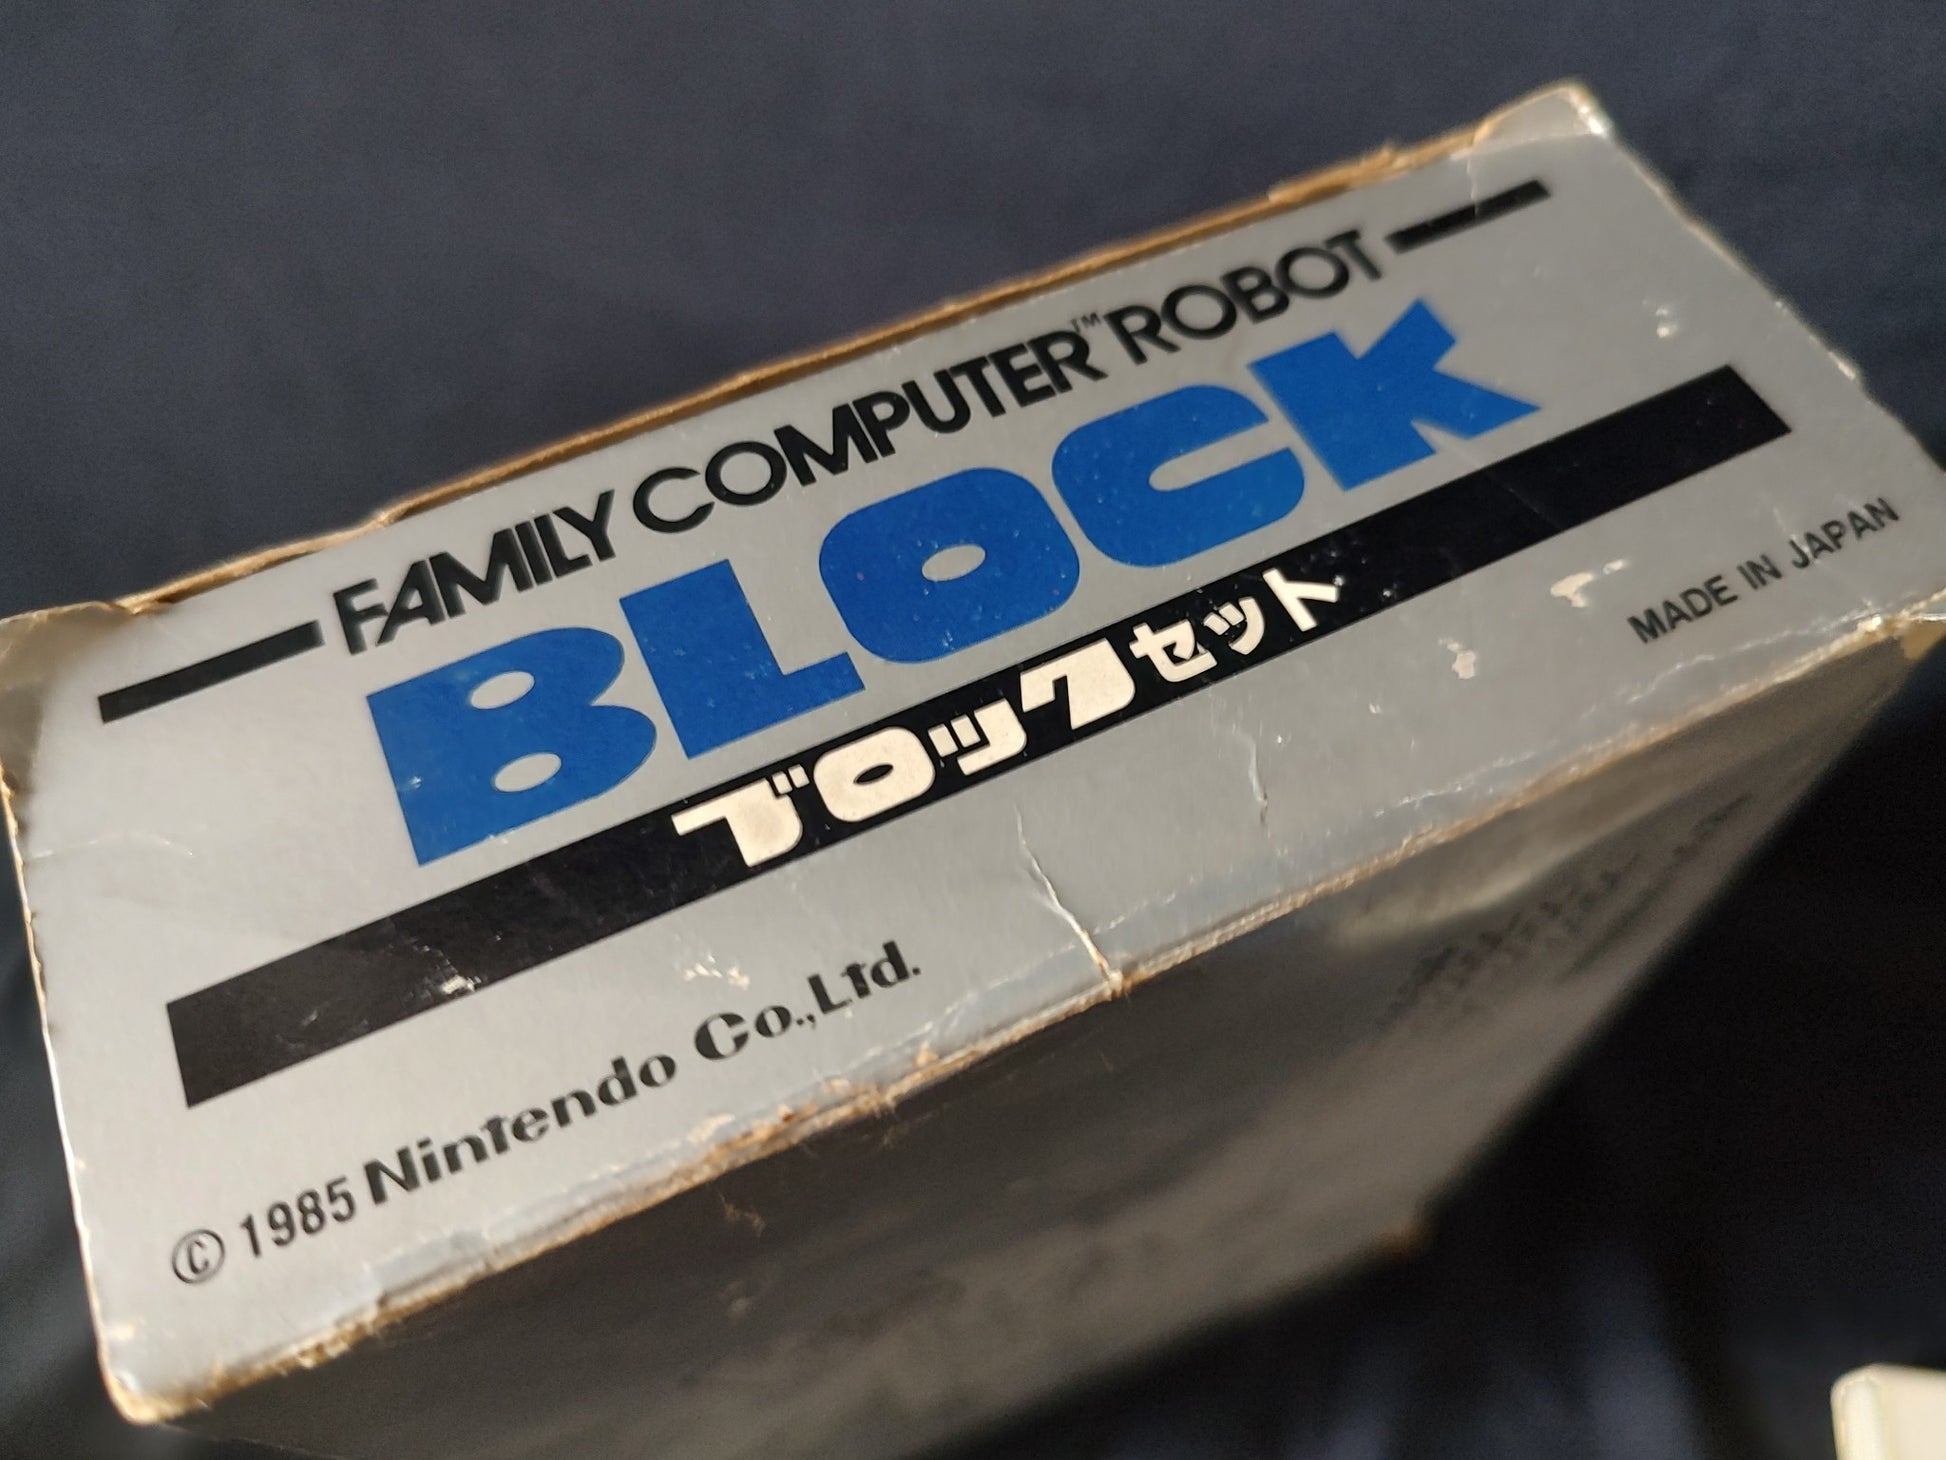 FAMILY COMPUTER™ ROBOT
BLOCK
ブロックセット
MADE IN JAPAN
© 1985 Nintendo Co.,Ltd.